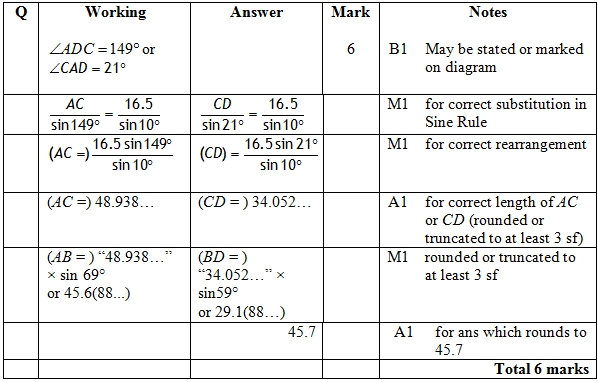 Q Working Answer Mark Notes
∠ADC = 149° or 6 B1 May be stated or marked
∠CAD = 21° on diagram
AC/sin149° = 16.5/sin10° CD/sin21° = 16.5/sin10° M1 for correct substitution in
Sine Rule
(AC =) 16.5sin149°/sin10° (CD) = 16.5sin21°/sin10° M1 for correct rearrangement
(AC =) 48.938… (CD = ) 34.052… A1 for correct length of AC
or CD (rounded or
truncated to at least 3 sf)
(AB = ) “48.938…” (BD = ) M1 rounded or truncated to
× sin 69° “34.052…” × at least 3 sf
or 45.6(88...) sin59°
or 29.1(88…)
45.7 A1 for ans which rounds to
45.7
Total 6 marks